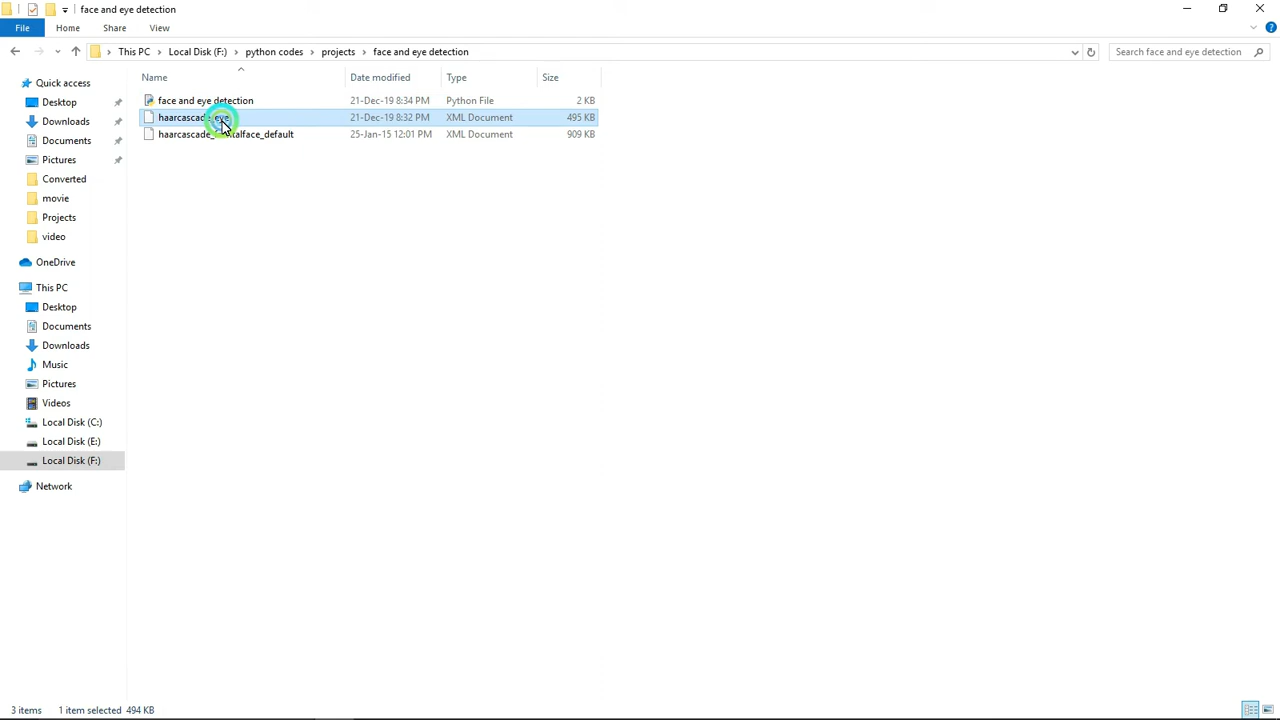 face and eye detection
File Home Share View
This PC Local Disk (F:) python codes projects face and eye detection Search face and eye detection
Name Date modified Type Size
Quick access
Desktop
Downloads
Documents
Pictures
Converted
movie
Projects
video
OneDrive
This PC
Desktop
Documents
Downloads
Music
Pictures
Videos
Local Disk (C:)
Local Disk (E:)
Local Disk (F:)
Network
face and eye detection 21-Dec-19 8:34 PM Python File 2 KB
21-Dec-19 8:32 PM XML Document 495 KB
25-Jan-15 12:01 PM XML Document 909 KB
3 items 1 item selected 494 KB